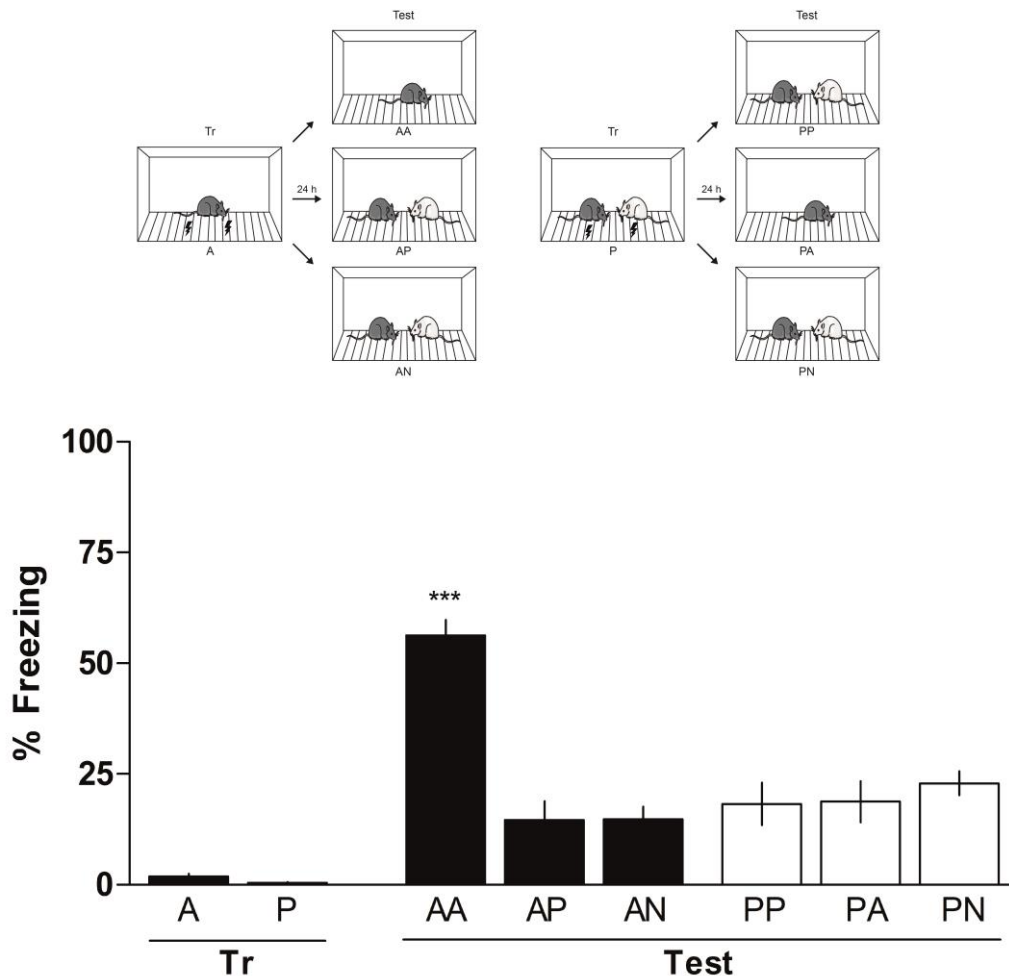 Test
Test
AA
PP
Tr
24 h
Tr
24 h
A
AP
P
PA
AN
PN
100
75
50
25
0
% Freezing
***
A P AA AP AN PP PA PN
Tr Test